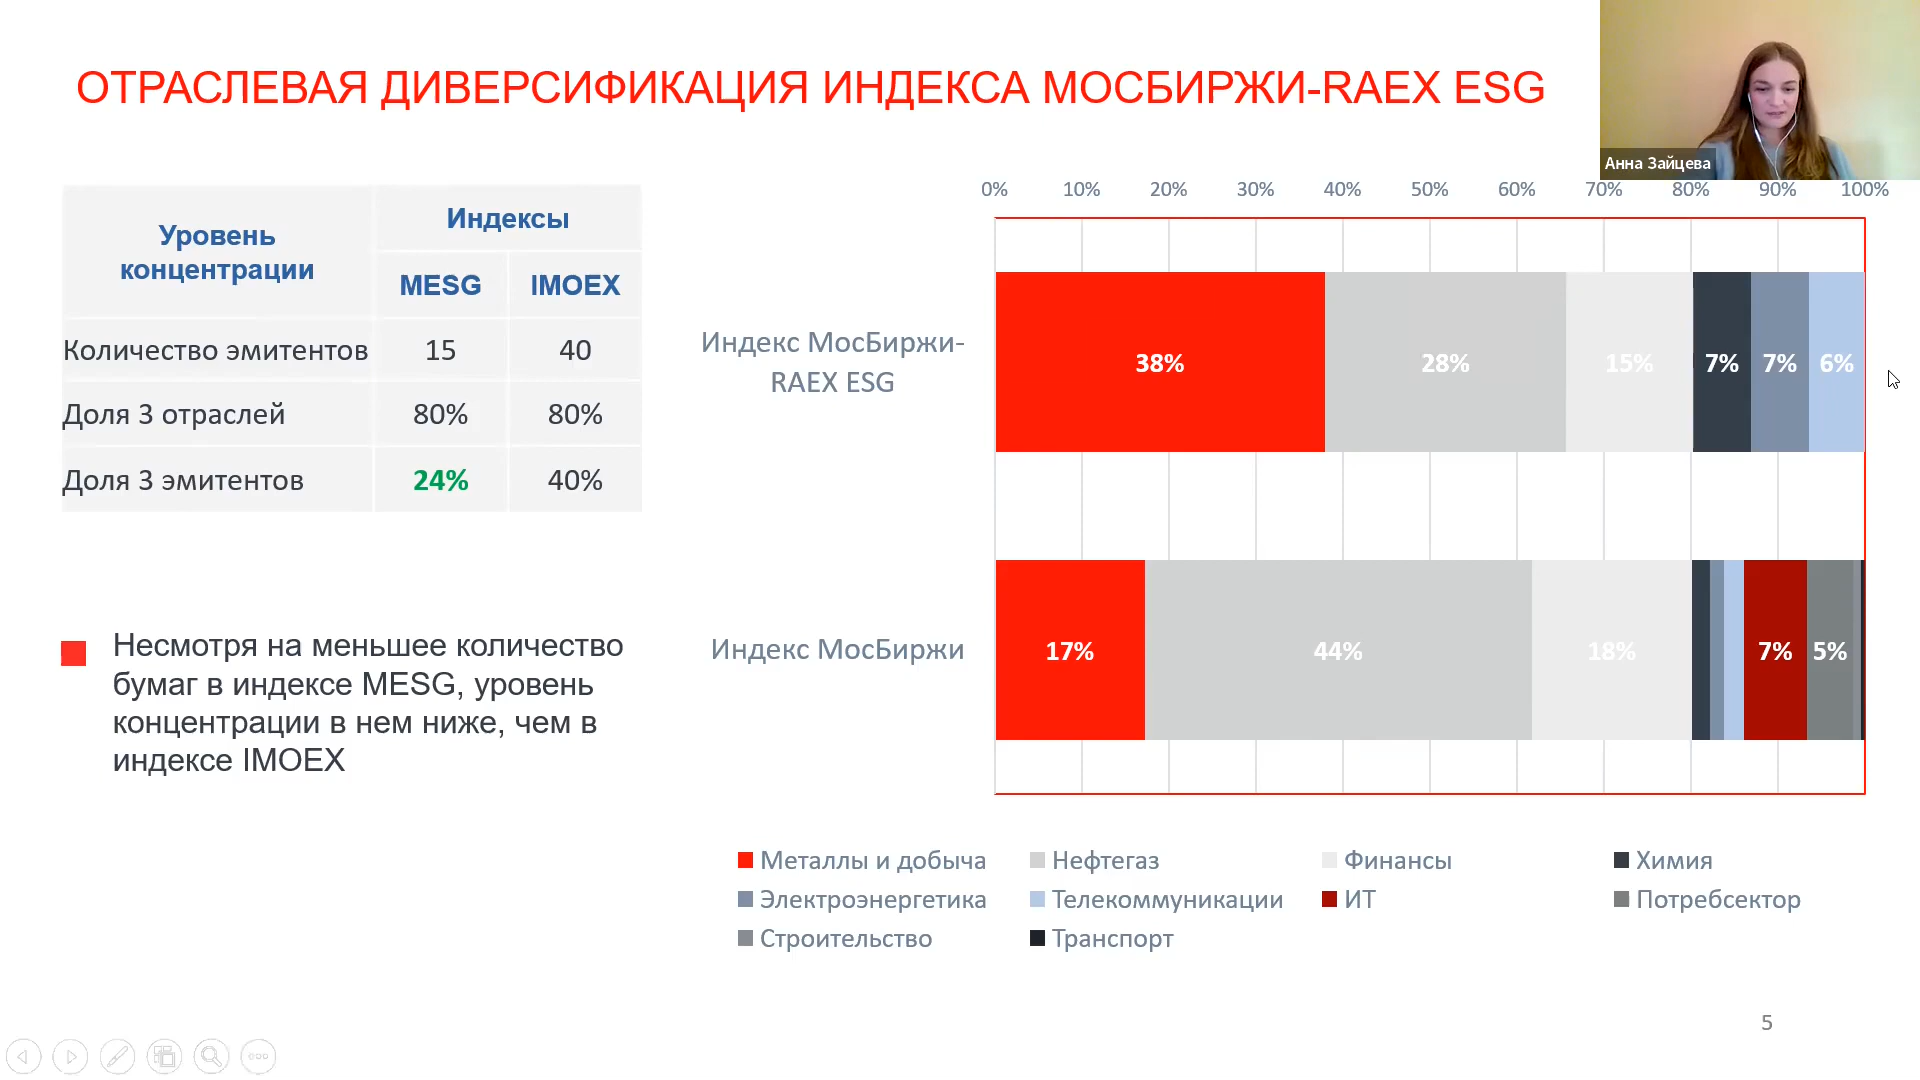 ОТРАСЛЕВАЯ ДИВЕРСИФИКАЦИЯ ИНДЕКСА МОСБИРЖИ-RAEX ESG
Анна Зайцева
Уровень
концентрации
Индексы
MESG
IMOEX
Количество эмитентов
15
40
Доля 3 отраслей
80%
80%
Доля 3 эмитентов
24%
40%
Несмотря на меньшее количество
бумаг в индексе MESG, уровень
концентрации в нем ниже, чем в
индексе IMOEX
0%
10%
20%
30%
40%
50%
60%
70%
80%
90%
100%
Индекс МосБиржи-
RAEX ESG
38%
28%
15%
7%
7%
6%
Индекс МосБиржи
17%
44%
18%
7%
5%
Металлы и добыча
Нефтегаз
Финансы
Химия
Электроэнергетика
Телекоммуникации
ИТ
Потребсектор
Строительство
Транспорт
5